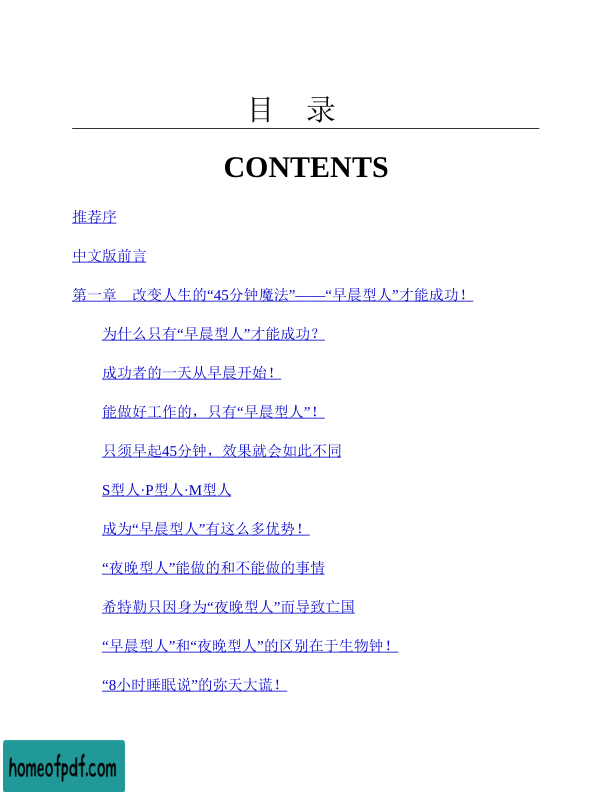 目　录
CONTENTS
推荐序
中文版前言
第一章　改变人生的“45分钟魔法”——“早晨型人”才能成功！
为什么只有“早晨型人”才能成功？
成功者的一天从早晨开始！
能做好工作的，只有“早晨型人”！
只须早起45分钟，效果就会如此不同
S型人·P型人·M型人
成为“早晨型人”有这么多优势！
“夜晚型人”能做的和不能做的事情
希特勒只因身为“夜晚型人”而导致亡国
“早晨型人”和“夜晚型人”的区别在于生物钟！
“8小时睡眠说”的弥天大谎！
homeofpdf.com